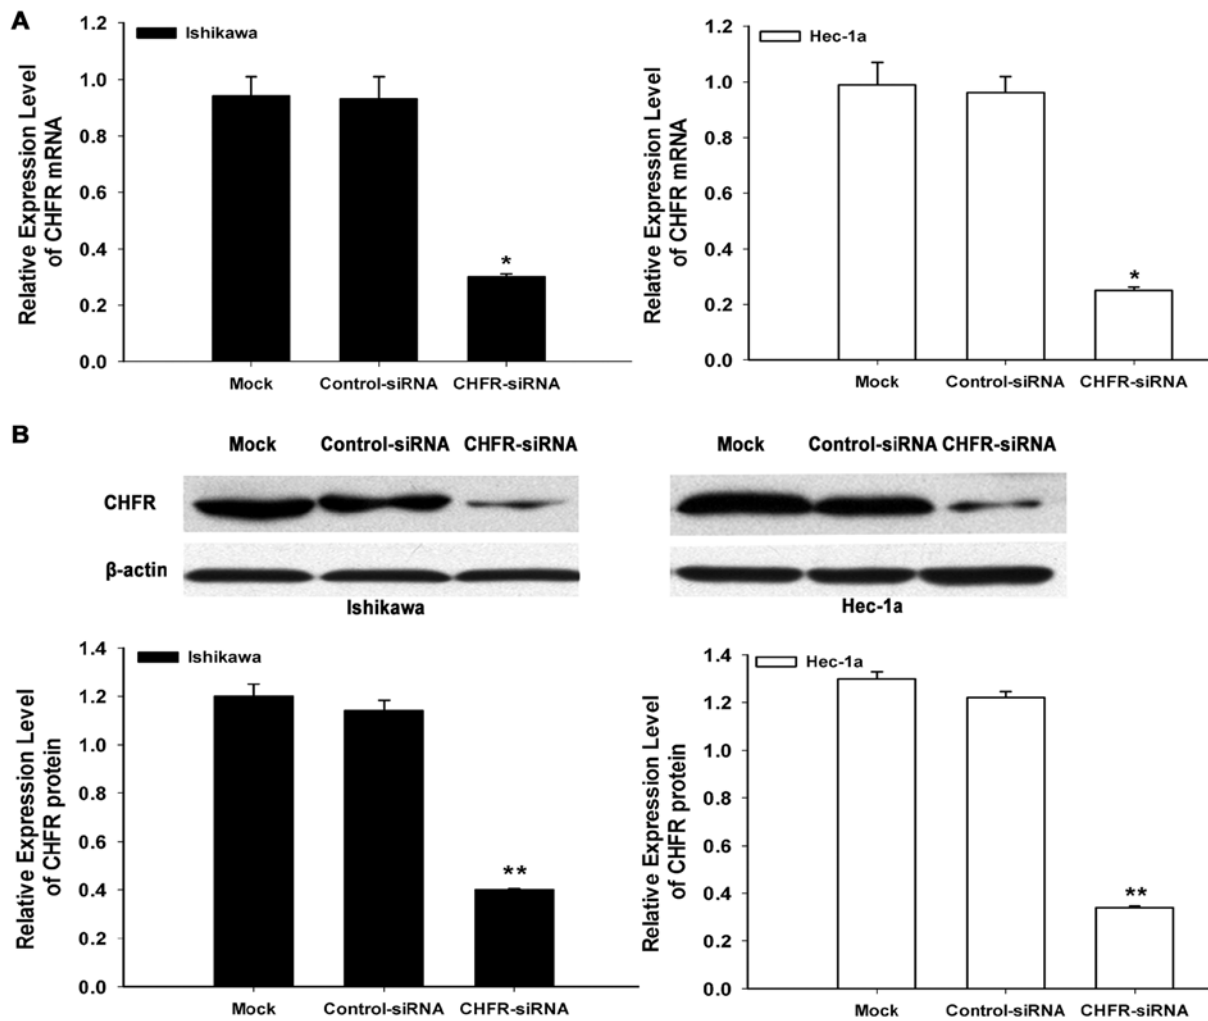 A
Ishikawa
Relative Expression Level
of CHFR mRNA
1.2
1.0
0.8
0.6
0.4
0.2
0.0
*
Mock Control-siRNA CHFR-siRNA
Hec-1a
Relative Expression Level
of CHFR mRNA
1.2
1.0
0.8
0.6
0.4
0.2
0.0
*
Mock Control-siRNA CHFR-siRNA
B
Mock Control-siRNA CHFR-siRNA
Mock Control-siRNA CHFR-siRNA
CHFR
β-actin
Ishikawa
Hec-1a
Ishikawa
Relative Expression Level
of CHFR protein
1.4
1.2
1.0
0.8
0.6
0.4
0.2
0.0
**
Mock Control-siRNA CHFR-siRNA
Hec-1a
Relative Expression Level
of CHFR protein
1.4
1.2
1.0
0.8
0.6
0.4
0.2
0.0
**
Mock Control-siRNA CHFR-siRNA